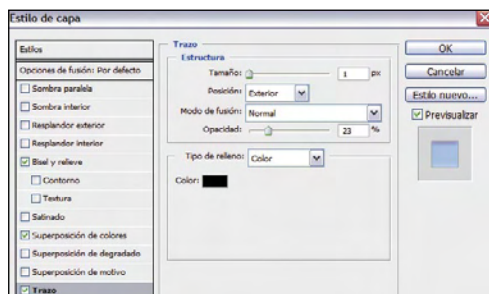 Estilo de capa
Estilos
Opciones de fusión: Por defecto
Sombra paralela
Sombra interior
Resplandor exterior
Resplandor interior
Bisel y relieve
Contorno
Textura
Satinado
Superposición de colores
Superposición de degradado
Superposición de motivo
Trazo
Trazo
Estructura
Tamaño: 1 px
Posición: Exterior
Modo de fusión: Normal
Opacidad: 23 %
Tipo de relleno: Color
Color:
OK
Cancelar
Estilo nuevo...
Previsualizar